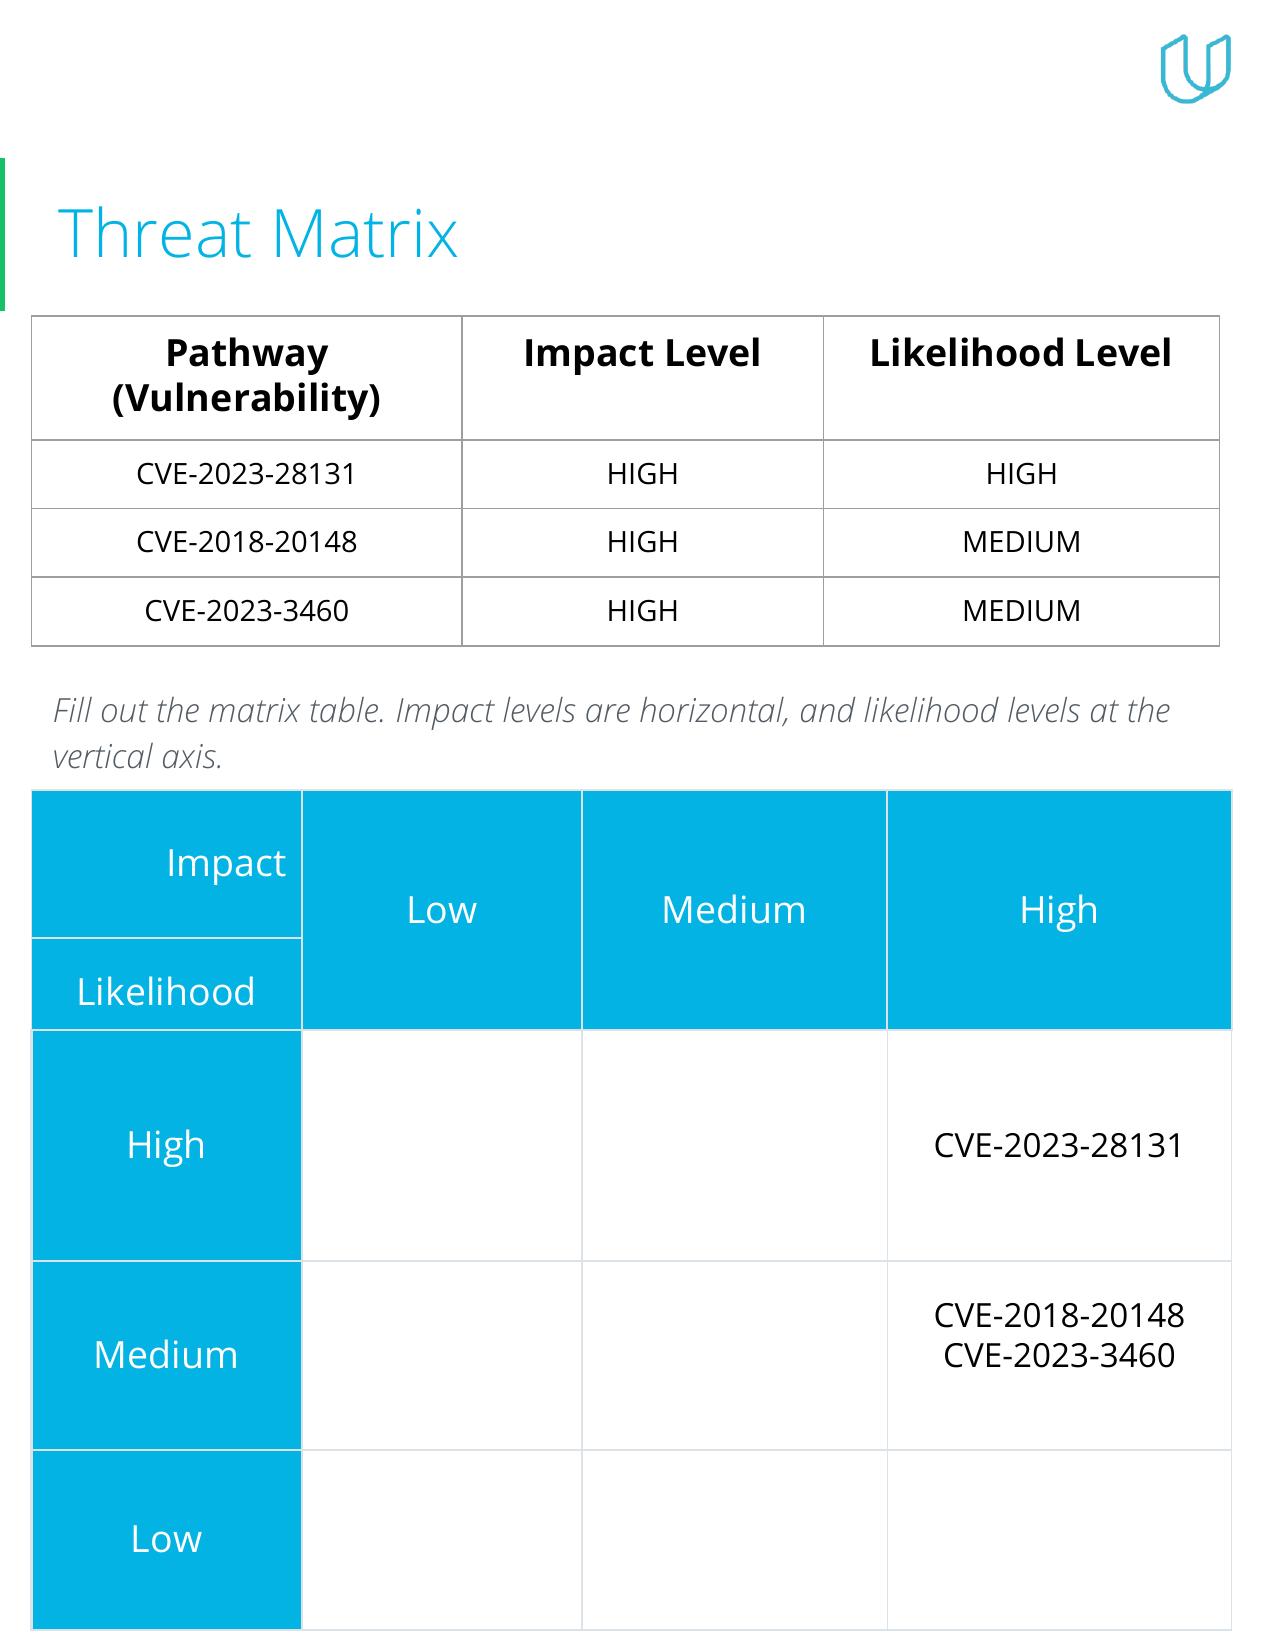 Threat Matrix
Pathway (Vulnerability) Impact Level Likelihood Level
CVE-2023-28131 HIGH HIGH
CVE-2018-20148 HIGH MEDIUM
CVE-2023-3460 HIGH MEDIUM
Fill out the matrix table. Impact levels are horizontal, and likelihood levels at the
vertical axis.
Impact
Likelihood
Low Medium High
High CVE-2023-28131
Medium CVE-2018-20148
CVE-2023-3460
Low